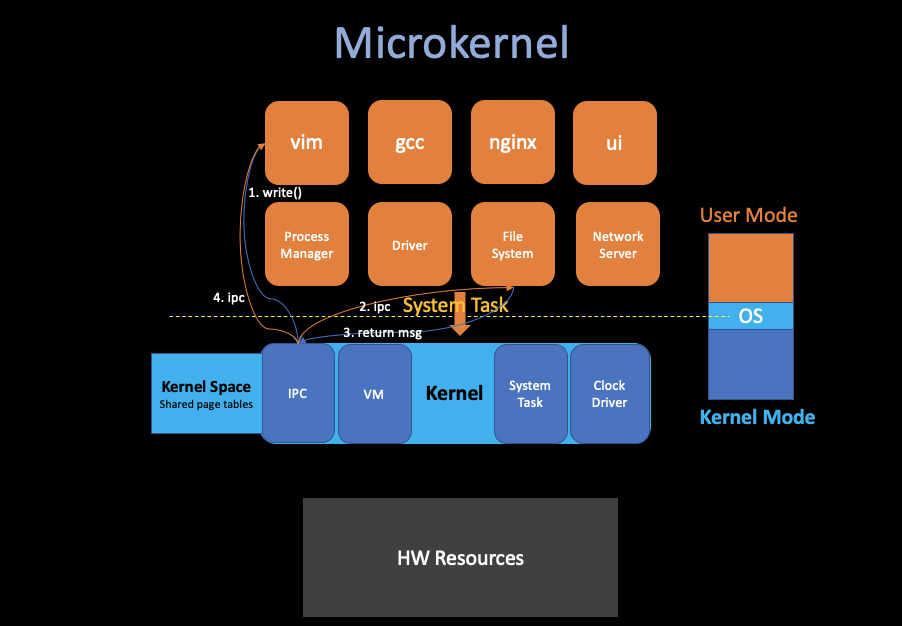 Microkernel
vim
gcc
nginx
ui
1. write()
Process
Manager
Driver
File
System
Network
Server
User Mode
4. ipc
2. ipc
System Task
OS
3. return msg
Kernel Space
Shared page tables
IPC
VM
Kernel
System
Task
Clock
Driver
Kernel Mode
HW Resources